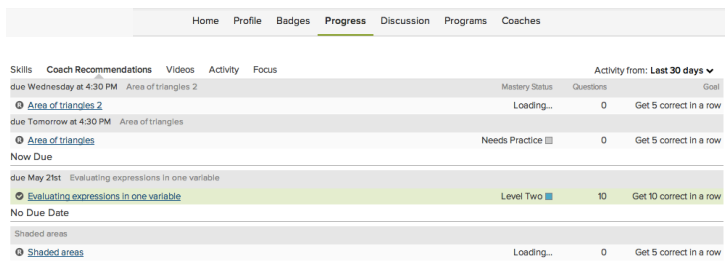 Home Profile Badges Progress Discussion Programs Coaches
Skills Coach Recommendations Videos Activity Focus Activity from: Last 30 days
due Wednesday at 4:30 PM Area of triangles 2 Mastery Status Questions Goal
R Area of triangles 2 Loading... 0 Get 5 correct in a row
due Tomorrow at 4:30 PM Area of triangles
R Area of triangles Needs Practice 0 Get 5 correct in a row
Now Due
due May 21st Evaluating expressions in one variable
Evaluating expressions in one variable Level Two 10 Get 10 correct in a row
No Due Date
Shaded areas
R Shaded areas Loading... 0 Get 5 correct in a row